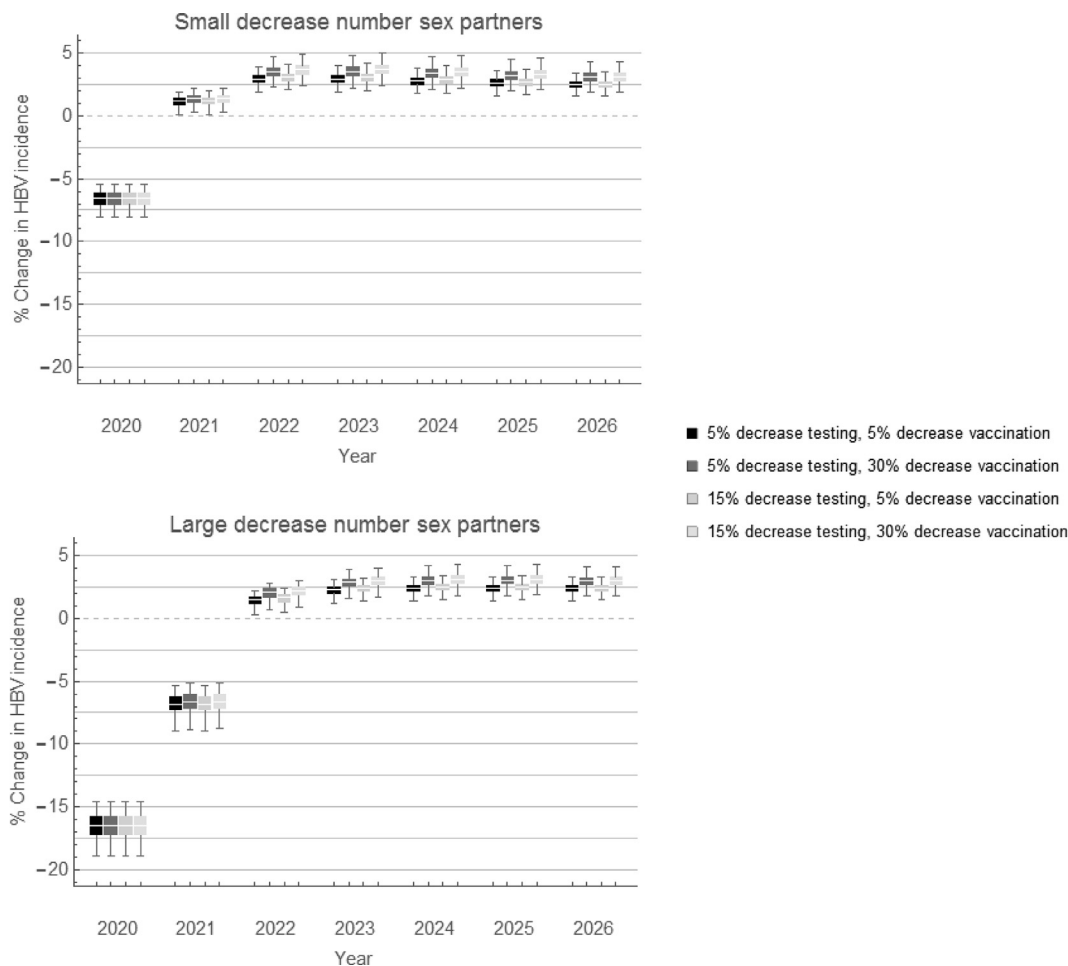 Small decrease number sex partners
% Change in HBV incidence
5
0
−5
−10
−15
−20
2020 2021 2022 2023 2024 2025 2026
Year
5% decrease testing, 5% decrease vaccination
5% decrease testing, 30% decrease vaccination
15% decrease testing, 5% decrease vaccination
15% decrease testing, 30% decrease vaccination
Large decrease number sex partners
% Change in HBV incidence
5
0
−5
−10
−15
−20
2020 2021 2022 2023 2024 2025 2026
Year